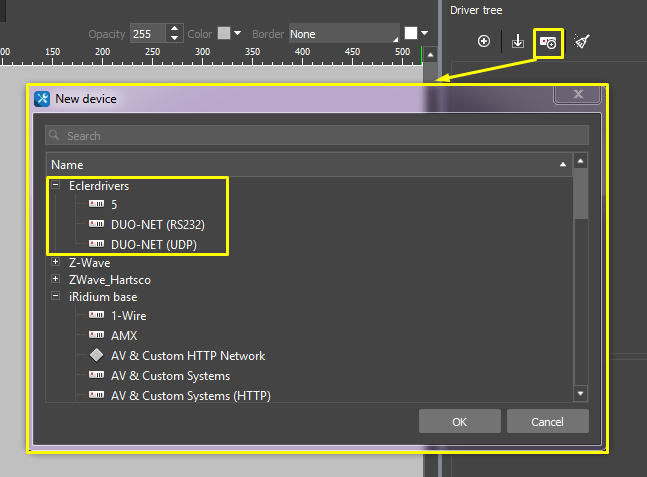 Driver tree
Opacity 255 Color Border None
100 150 200 250 300 350 400 450 500
New device
Search
Name
Eclerdrivers
5
DUO-NET (RS232)
DUO-NET (UDP)
Z-Wave
ZWave_Hartsco
iRidium base
1-Wire
AMX
AV & Custom HTTP Network
AV & Custom Systems
AV & Custom Systems (HTTP)
OK Cancel